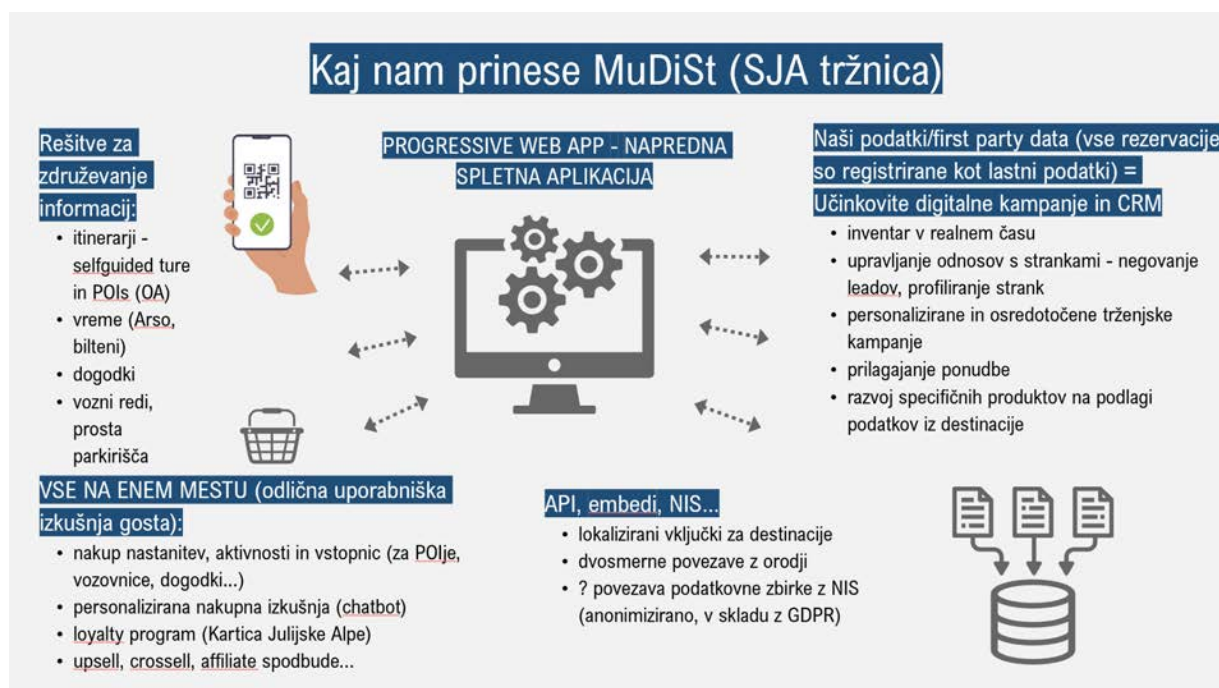 Kaj nam prinese MuDiSt (SJA tržnica)
Rešitve za
združevanje
informacij:
• itinerarji -
selfguided ture
in POIs (OA)
• vreme (Arso,
bilteni)
• dogodki
• vozni redi,
prosta
parkirišča
PROGRESSIVE WEB APP - NAPREDNA
SPLETNA APLIKACIJA
Naši podatki/first party data (vse rezervacije
so registrirane kot lastni podatki) =
Učinkovite digitalne kampanje in CRM
• inventar v realnem času
• upravljanje odnosov s strankami - negovanje
leadov, profiliranje strank
• personalizirane in osredotočene trženjske
kampanje
• prilagajanje ponudbe
• razvoj specifičnih produktov na podlagi
podatkov iz destinacije
VSE NA ENEM MESTU (odlična uporabniška
izkušnja gosta):
• nakup nastanitev, aktivnosti in vstopnic (za POIje,
vozovnice, dogodki...)
• personalizirana nakupna izkušnja (chatbot)
• loyalty program (Kartica Julijske Alpe)
• upsell, crossell, affiliate spodbude...
API, embedi, NIS...
• lokalizirani vključki za destinacije
• dvosmerne povezave z orodji
• ? povezava podatkovne zbirke z NIS
(anonimizirano, v skladu z GDPR)